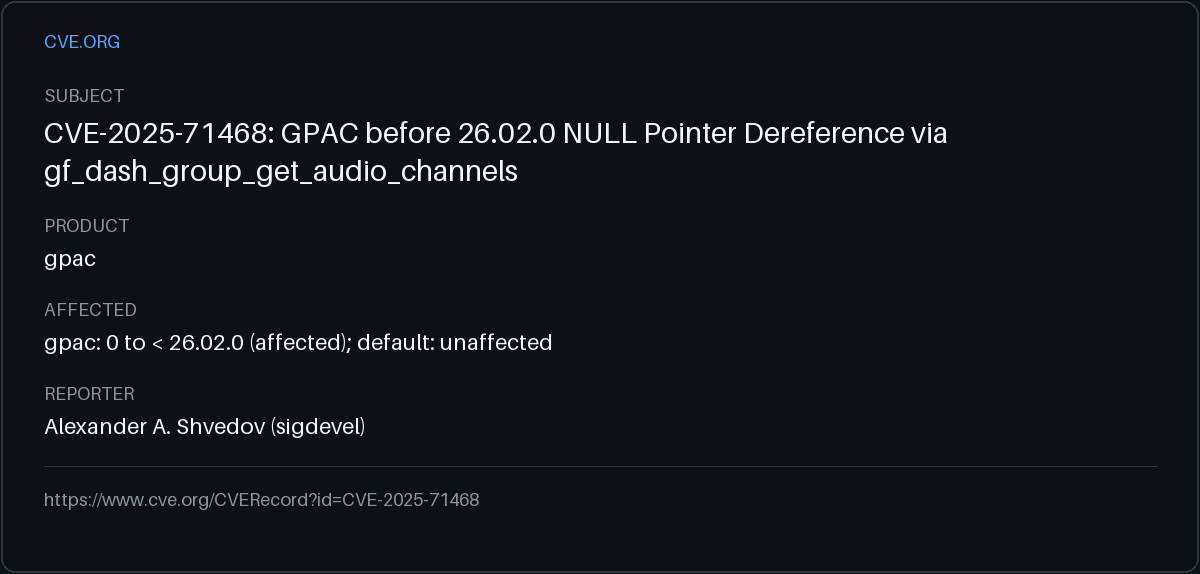 CVE.ORG
SUBJECT
CVE-2025-71468: GPAC before 26.02.0 NULL Pointer Dereference via
gf_dash_group_get_audio_channels
PRODUCT
gpac
AFFECTED
gpac: 0 to < 26.02.0 (affected); default: unaffected
REPORTER
Alexander A. Shvedov (sigdevel)
https://www.cve.org/CVERecord?id=CVE-2025-71468